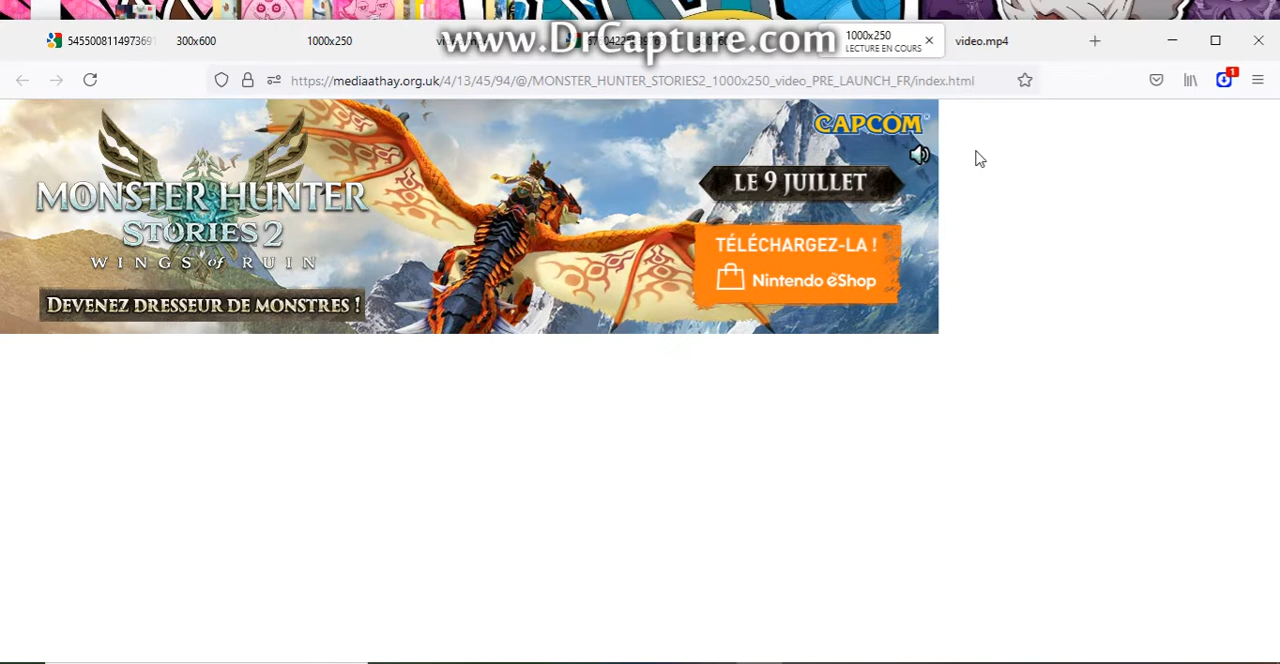 www.DrCapture.com
5455008114973691
300x600
1000x250
1000x250
LECTURE EN COURS
video.mp4
https://mediaathay.org.uk/4/13/45/94/@/MONSTER_HUNTER_STORIES2_1000x250_video_PRE_LAUNCH_FR/index.html
1
CAPCOM
MONSTER HUNTER
STORIES 2
WINGS of RUIN
DEVENEZ DRESSEUR DE MONSTRES !
LE 9 JUILLET
TÉLÉCHARGEZ-LA !
Nintendo eShop